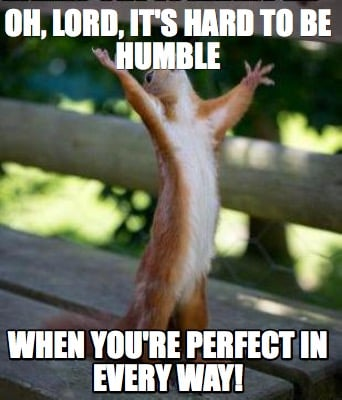 OH, LORD, IT'S HARD TO BE
HUMBLE
WHEN YOU'RE PERFECT IN
EVERY WAY!